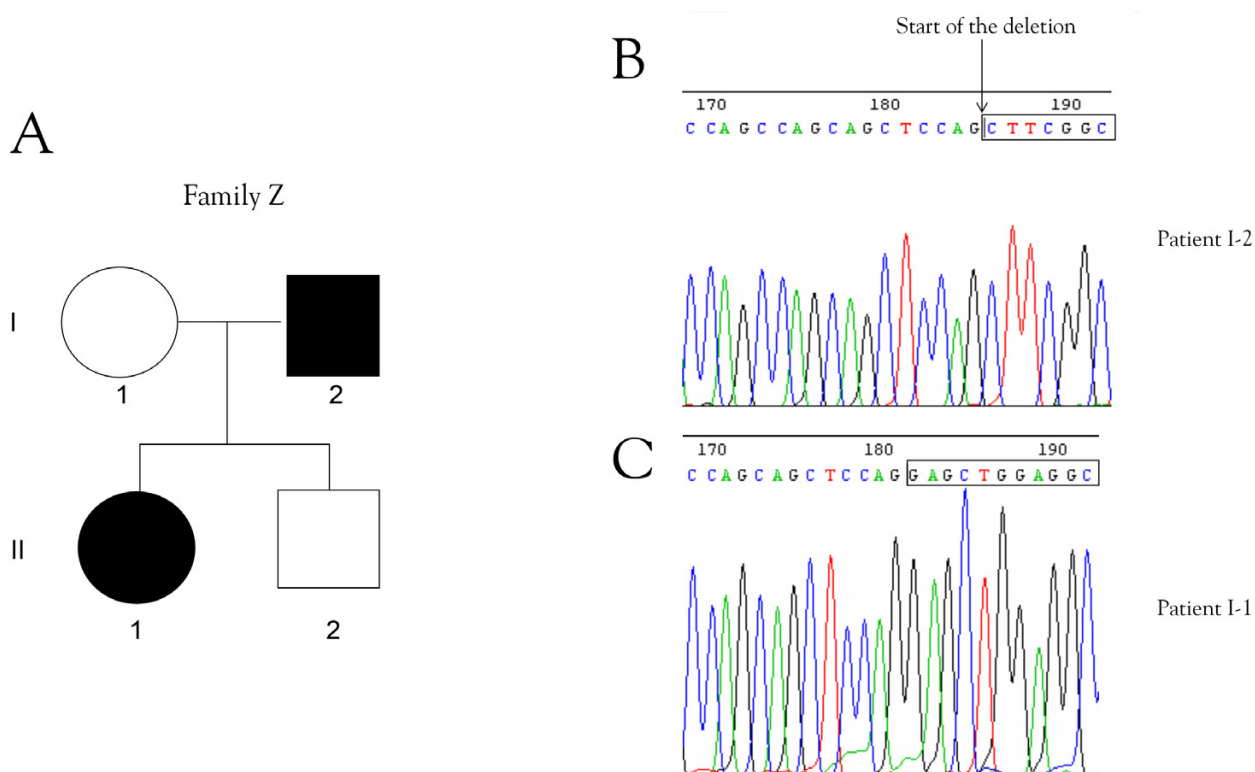 A
Family Z
I
1
2
II
1
2
B
Start of the deletion
170 180 190
C C A G C C A G C A G C T C C A G C T T C G G C
Patient I-2
C
170 180 190
C C A G C A G C T C C A G G A G C T G G A G G C
Patient I-1